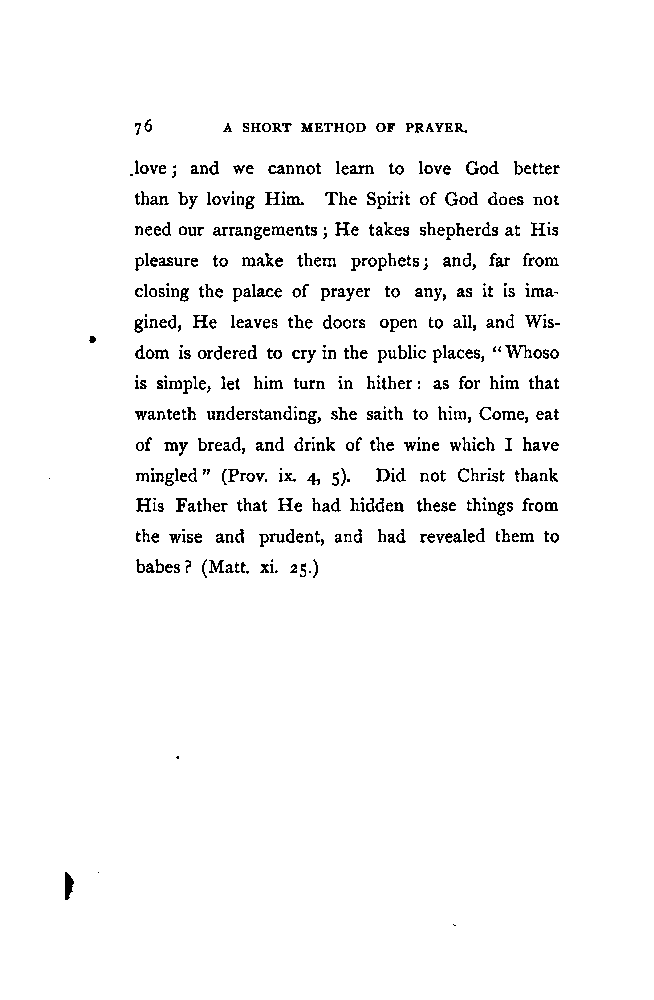 76 A SHORT METHOD OF PRAYER.
love; and we cannot learn to love God better
than by loving Him. The Spirit of God does not
need our arrangements; He takes shepherds at His
pleasure to make them prophets; and, far from
closing the palace of prayer to any, as it is ima-
gined, He leaves the doors open to all, and Wis-
dom is ordered to cry in the public places, “Whoso
is simple, let him turn in hither: as for him that
wanteth understanding, she saith to him, Come, eat
of my bread, and drink of the wine which I have
mingled” (Prov. ix. 4, 5). Did not Christ thank
His Father that He had hidden these things from
the wise and prudent, and had revealed them to
babes? (Matt. xi. 25.)